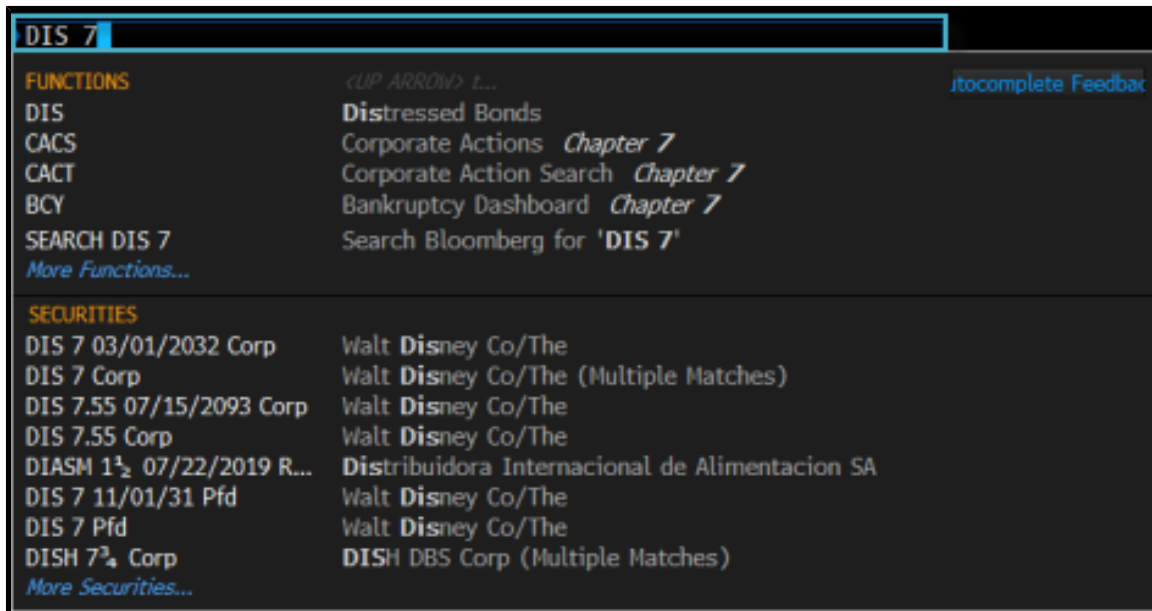 DIS 7
FUNCTIONS <UP ARROW> t...
utocomplete Feedbac
DIS Distressed Bonds
CACS Corporate Actions Chapter 7
CACT Corporate Action Search Chapter 7
BCY Bankruptcy Dashboard Chapter 7
SEARCH DIS 7 Search Bloomberg for 'DIS 7'
More Functions...
SECURITIES
DIS 7 03/01/2032 Corp Walt Disney Co/The
DIS 7 Corp Walt Disney Co/The (Multiple Matches)
DIS 7.55 07/15/2093 Corp Walt Disney Co/The
DIS 7.55 Corp Walt Disney Co/The
DIASM 1½ 07/22/2019 R... Distribuidora Internacional de Alimentacion SA
DIS 7 11/01/31 Pfd Walt Disney Co/The
DIS 7 Pfd Walt Disney Co/The
DISH 7¾ Corp DISH DBS Corp (Multiple Matches)
More Securities...